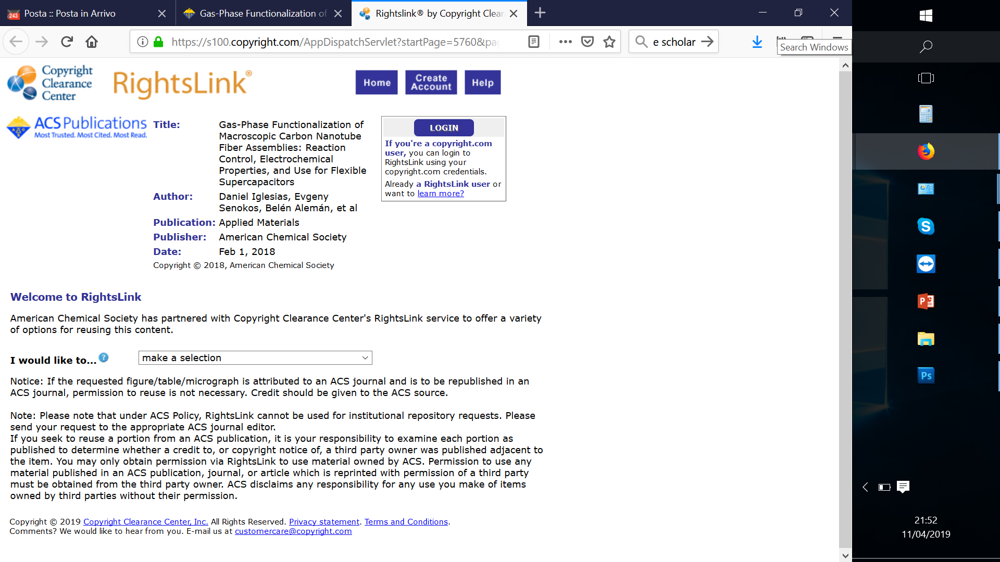 243 Posta :: Posta in Arrivo
Gas-Phase Functionalization of
Rightslink® by Copyright Clear
https://s100.copyright.com/AppDispatchServlet?startPage=5760&pag
e scholar
Search Windows
Copyright
Clearance
Center
RightsLink®
Home
Create
Account
Help
ACS Publications
Most Trusted. Most Cited. Most Read.
Title: Gas-Phase Functionalization of
Macroscopic Carbon Nanotube
Fiber Assemblies: Reaction
Control, Electrochemical
Properties, and Use for Flexible
Supercapacitors
Author: Daniel Iglesias, Evgeny
Senokos, Belén Alemán, et al
Publication: Applied Materials
Publisher: American Chemical Society
Date: Feb 1, 2018
Copyright © 2018, American Chemical Society
LOGIN
If you're a copyright.com
user, you can login to
RightsLink using your
copyright.com credentials.
Already a RightsLink user or
want to learn more?
Welcome to RightsLink
American Chemical Society has partnered with Copyright Clearance Center's RightsLink service to offer a variety
of options for reusing this content.
I would like to... ? make a selection
Notice: If the requested figure/table/micrograph is attributed to an ACS journal and is to be republished in an
ACS journal, permission to reuse is not necessary. Credit should be given to the ACS source.
Note: Please note that under ACS Policy, RightsLink cannot be used for institutional repository requests. Please
send your request to the appropriate ACS journal editor.
If you seek to reuse a portion from an ACS publication, it is your responsibility to examine each portion as
published to determine whether a credit to, or copyright notice of, a third party owner was published adjacent to
the item. You may only obtain permission via RightsLink to use material owned by ACS. Permission to use any
material published in an ACS publication, journal, or article which is reprinted with permission of a third party
must be obtained from the third party owner. ACS disclaims any responsibility for any use you make of items
owned by third parties without their permission.
Copyright © 2019 Copyright Clearance Center, Inc. All Rights Reserved. Privacy statement. Terms and Conditions.
Comments? We would like to hear from you. E-mail us at customercare@copyright.com
S
P
Ps
21:52
11/04/2019